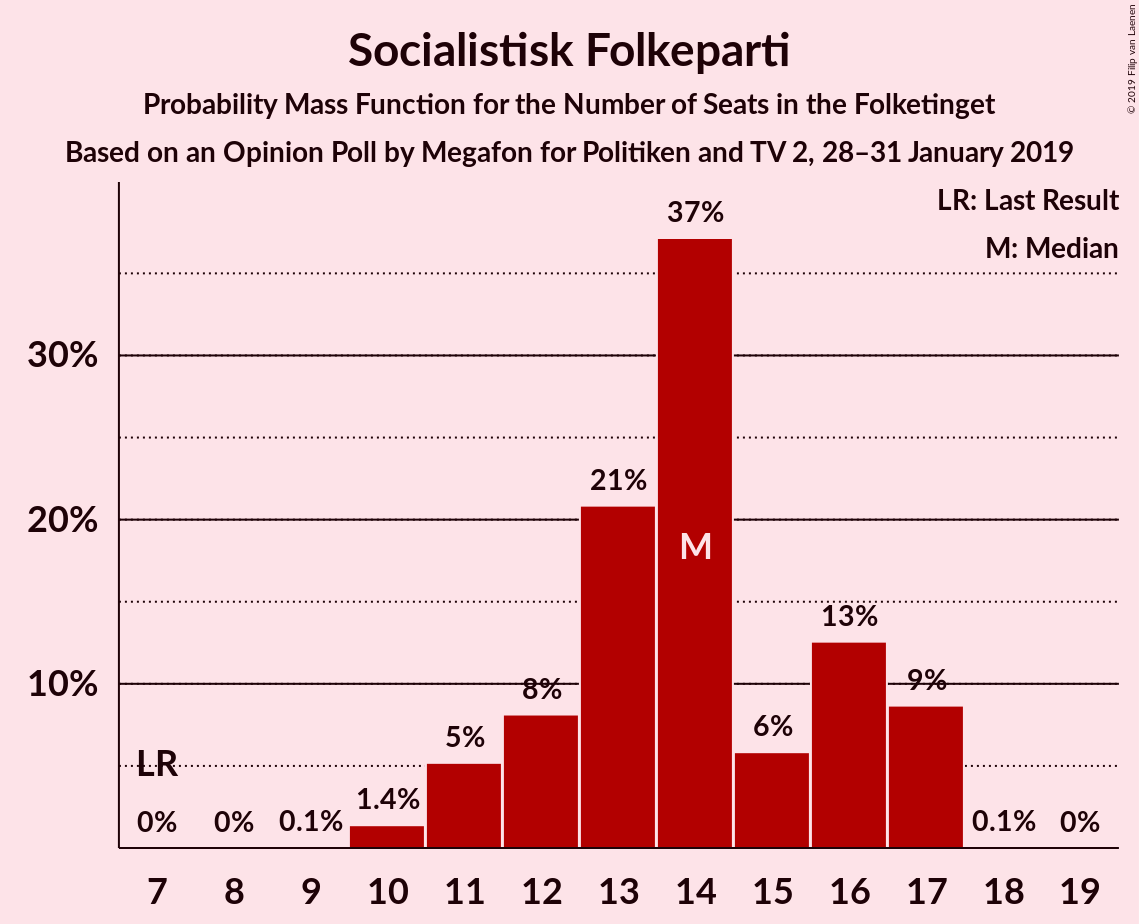 Socialistisk Folkeparti
Probability Mass Function for the Number of Seats in the Folketinget
Based on an Opinion Poll by Megafon for Politiken and TV 2, 28–31 January 2019
© 2019 Filip van Laenen
LR: Last Result
M: Median
37%
30%
21%
20%
M
13%
10%
8%
9%
5%
6%
LR
1.4%
0%
0%
0.1%
0.1%
0%
7 8 9 10 11 12 13 14 15 16 17 18 19